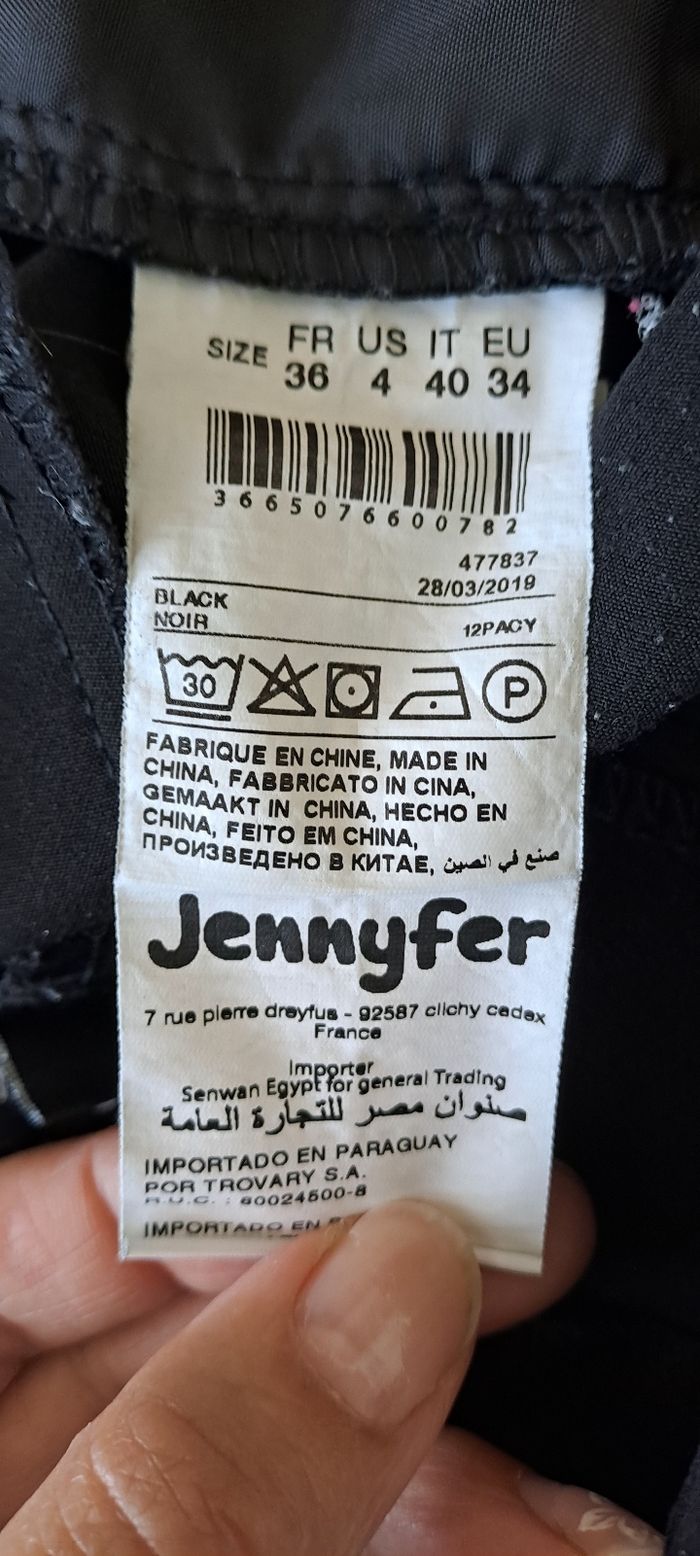 SIZE FR US IT EU
36 4 40 34
3665076600782
477837
28/03/2019
BLACK
NOIR
12PACY
30
P
FABRIQUE EN CHINE, MADE IN
CHINA, FABBRICATO IN CINA,
GEMAAKT IN CHINA, HECHO EN
CHINA, FEITO EM CHINA,
ПРОИЗВЕДЕНО В КИТАЕ, صنع في الصين
Jennyfer
7 rue pierre dreyfus - 92587 clichy cedex
France
Importer
Senwan Egypt for general Trading
صنوان مصر للتجارة العامة
IMPORTADO EN PARAGUAY
POR TROVARY S.A.
R.U.C. : 80024500-8
IMPORTADO EN